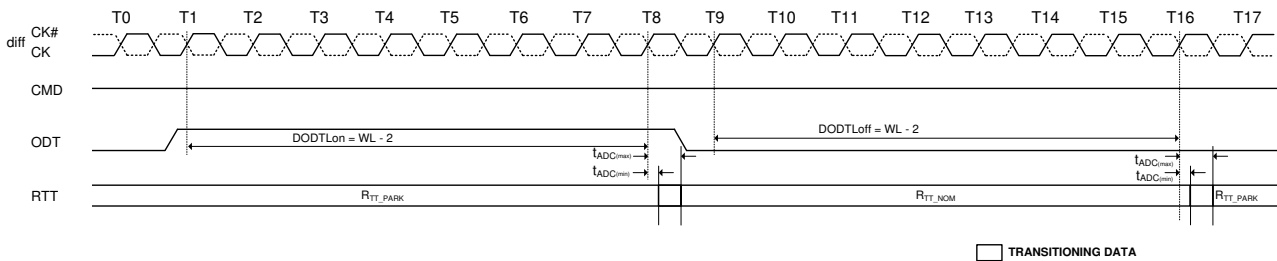 T0 T1 T2 T3 T4 T5 T6 T7 T8 T9 T10 T11 T12 T13 T14 T15 T16 T17
diff CK#
CK
CMD
ODT
DODTLon = WL - 2
DODTLoff = WL - 2
tADC(max)
tADC(max)
tADC(min)
tADC(min)
RTT
RTT_PARK
RTT_NOM
RTT_PARK
TRANSITIONING DATA